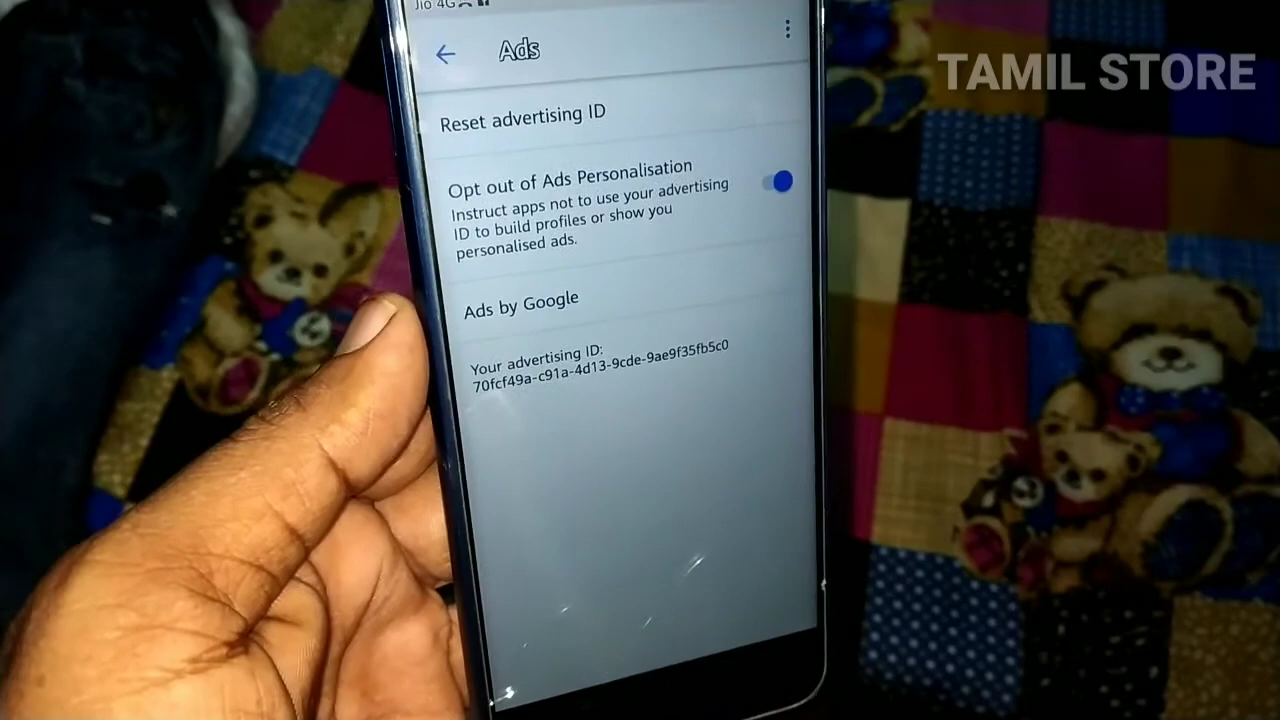 Jio 4G
Ads
TAMIL STORE
Reset advertising ID
Opt out of Ads Personalisation
Instruct apps not to use your advertising
ID to build profiles or show you
personalised ads.
Ads by Google
Your advertising ID:
70fcf49a-c91a-4d13-9cde-9ae9f35fb5c0